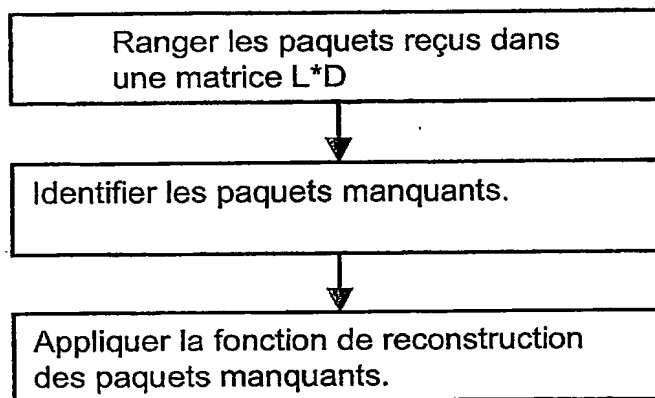 Ranger les paquets reçus dans
une matrice L*D
Identifier les paquets manquants.
Appliquer la fonction de reconstruction
des paquets manquants.